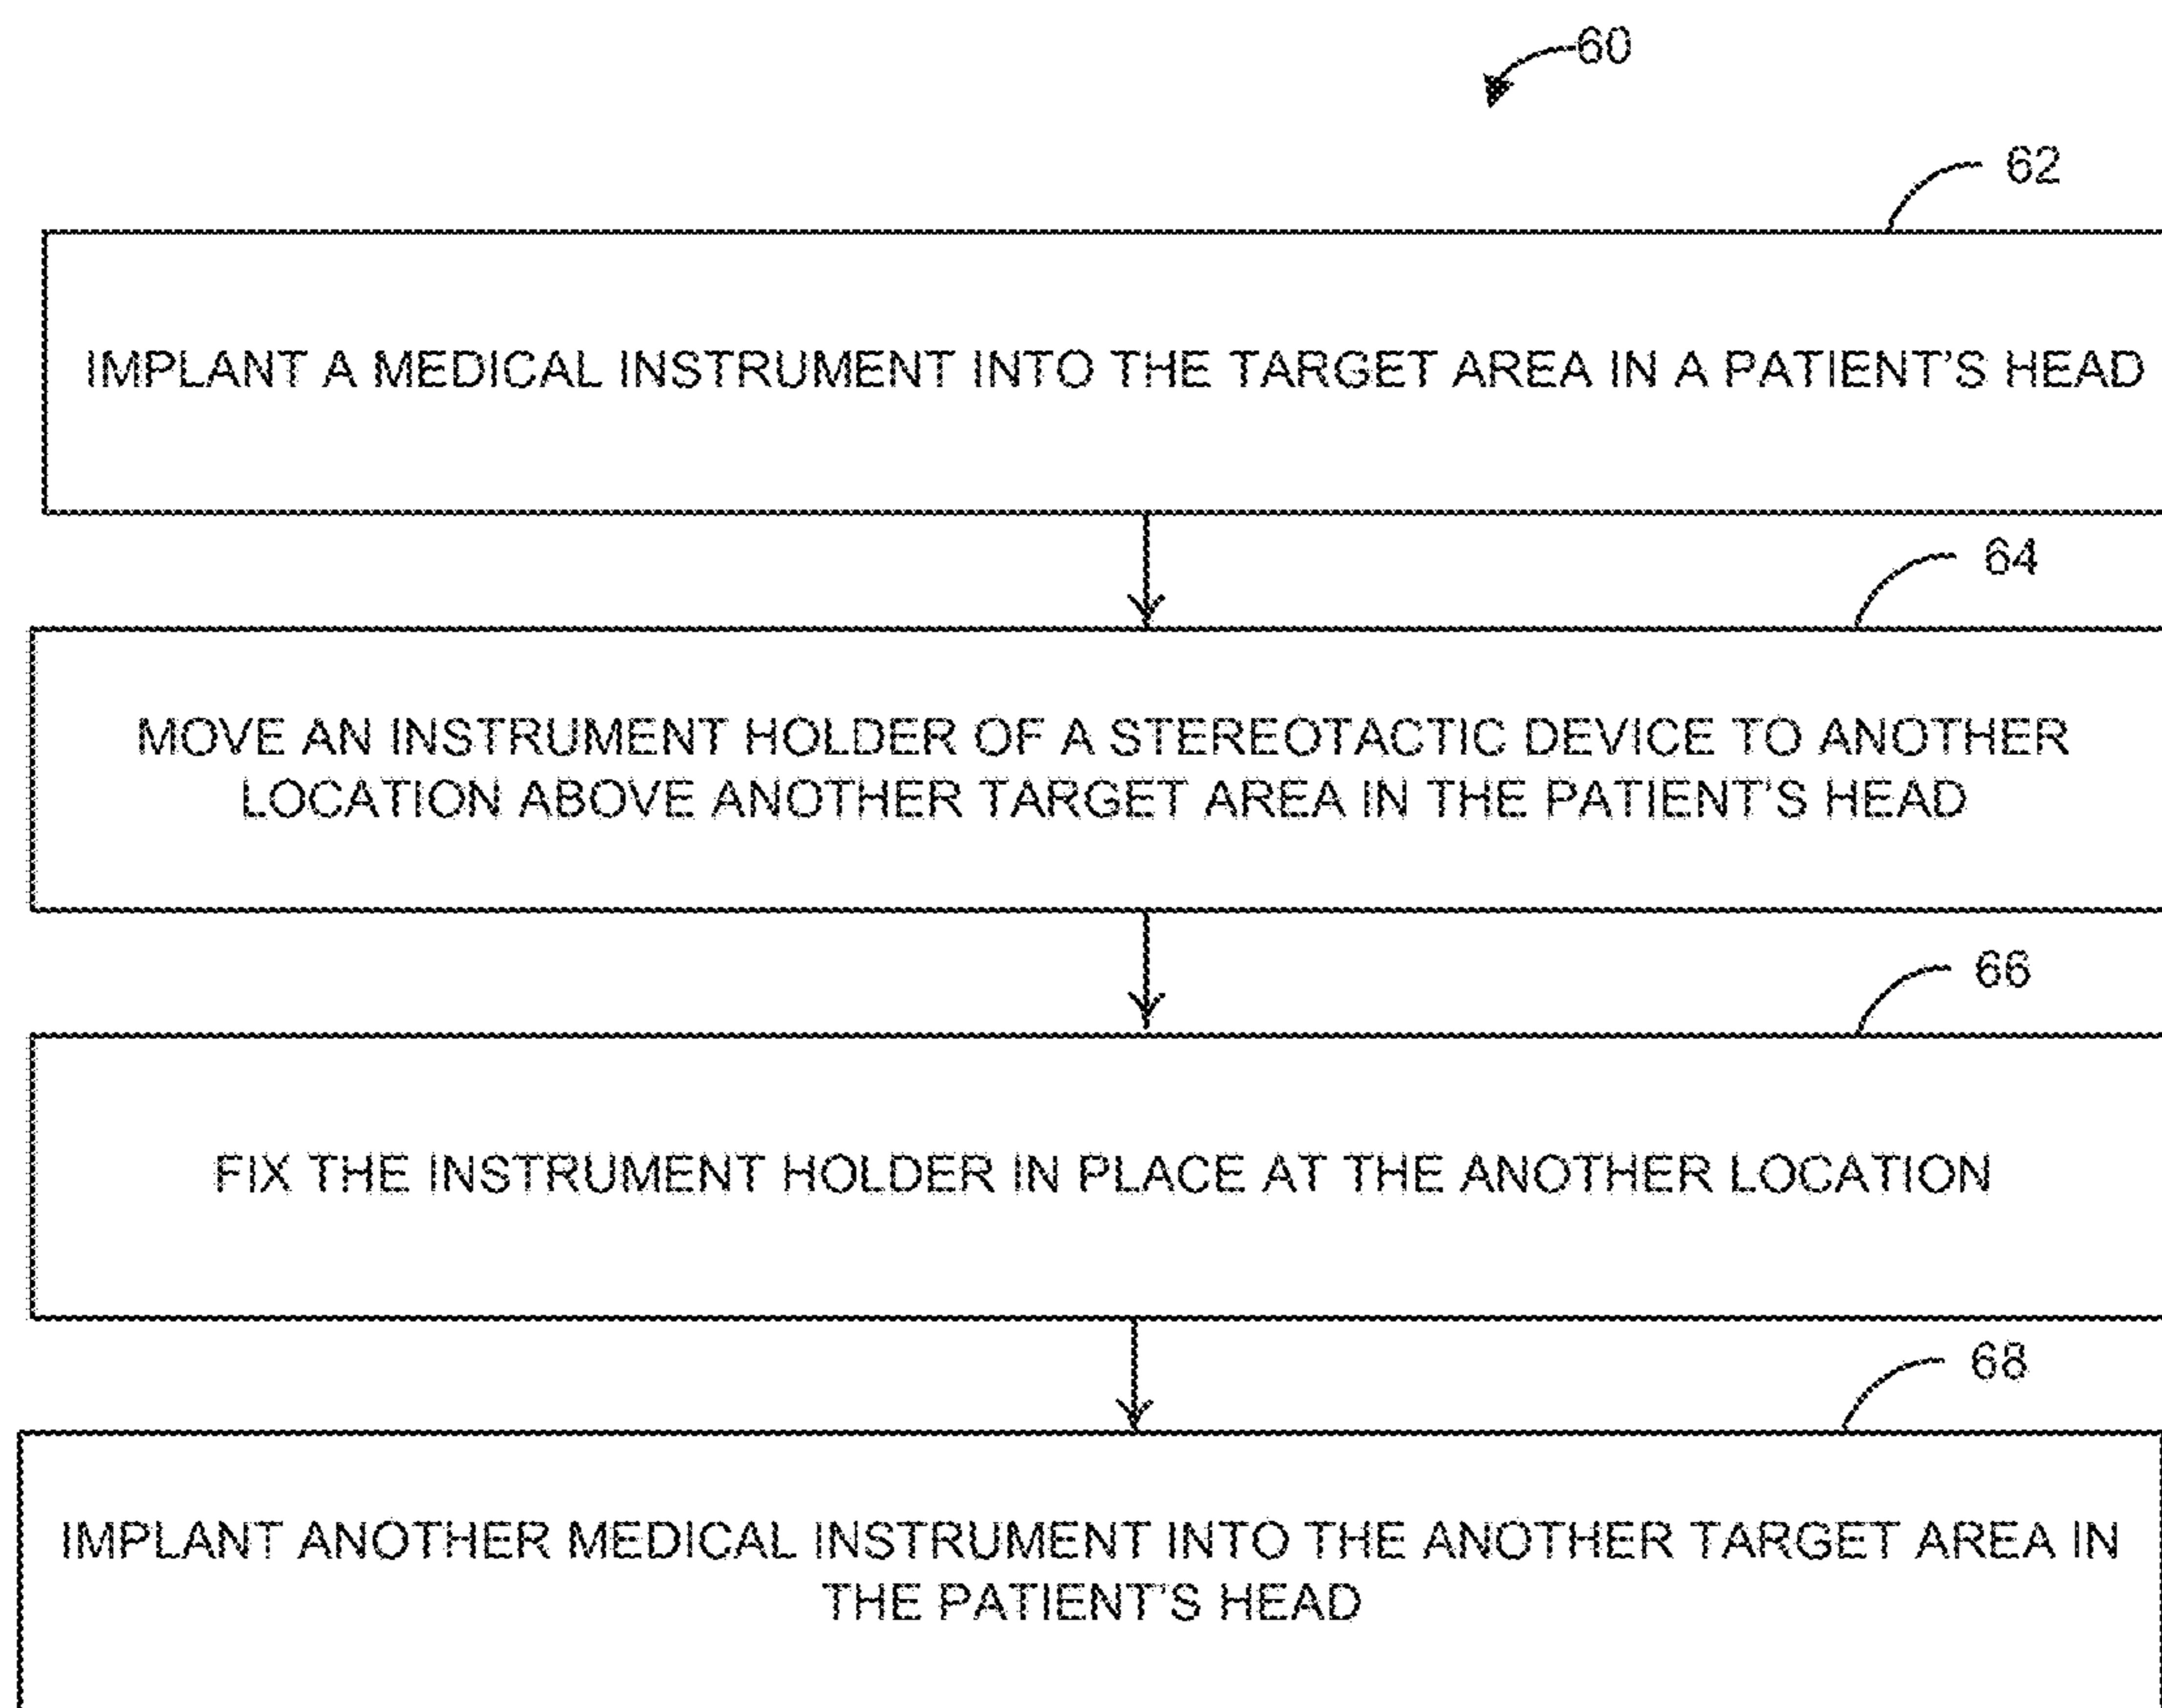 60
62
IMPLANT A MEDICAL INSTRUMENT INTO THE TARGET AREA IN A PATIENT'S HEAD
64
MOVE AN INSTRUMENT HOLDER OF A STEREOTACTIC DEVICE TO ANOTHER
LOCATION ABOVE ANOTHER TARGET AREA IN THE PATIENT'S HEAD
66
FIX THE INSTRUMENT HOLDER IN PLACE AT THE ANOTHER LOCATION
68
IMPLANT ANOTHER MEDICAL INSTRUMENT INTO THE ANOTHER TARGET AREA IN
THE PATIENT'S HEAD